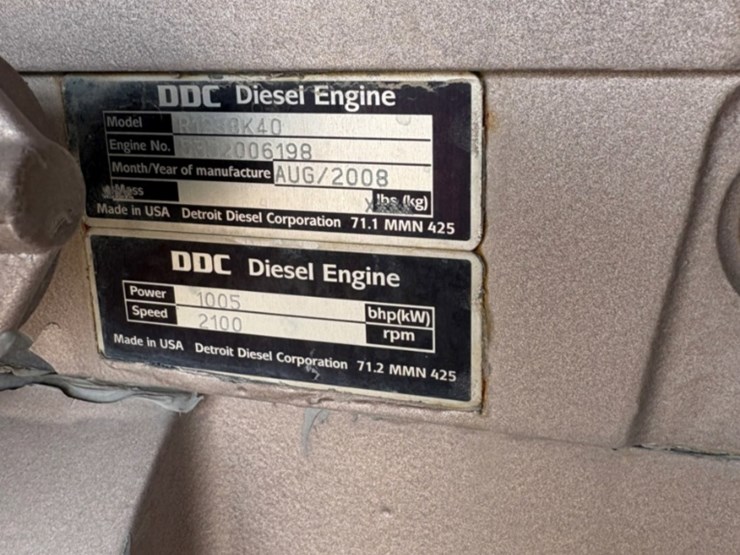 DDC Diesel Engine
Model
Engine No. 2006198
Month/Year of manufacture AUG/2008
Mass lbs (kg)
Made in USA Detroit Diesel Corporation 71.1 MMN 425
DDC Diesel Engine
Power 1005 bhp(kW)
Speed 2100 rpm
Made in USA Detroit Diesel Corporation 71.2 MMN 425